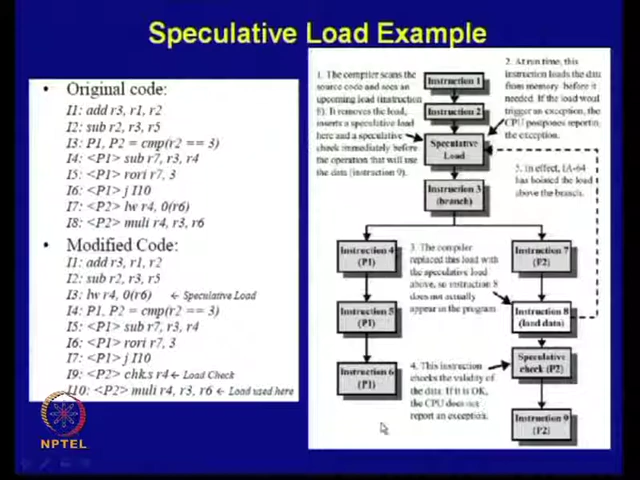 Speculative Load Example
• Original code:
I1: add r3, r1, r2
I2: sub r2, r3, r5
I3: P1, P2 = cmp(r2 == 3)
I4: <P1> sub r7, r3, r4
I5: <P1> rori r7, 3
I6: <P1> j I10
I7: <P2> lw r4, 0(r6)
I8: <P2> muli r4, r3, r6
• Modified Code:
I1: add r3, r1, r2
I2: sub r2, r3, r5
I3: lw r4, 0(r6) ← Speculative Load
I4: P1, P2 = cmp(r2 == 3)
I5: <P1> sub r7, r3, r4
I6: <P1> rori r7, 3
I7: <P1> j I10
I9: <P2> chk.s r4 ← Load Check
I10: <P2> muli r4, r3, r6 ← Load used here
NPTEL
1. The compiler scans the
source code and sees an
upcoming load (instruction
8). It removes the load,
inserts a speculative load
here and a speculative
check immediately before
the operation that will use
the data (instruction 9).
Instruction 1
Instruction 2
Speculative
Load
Instruction 3
(branch)
2. At run time, this
instruction loads the data
from memory before it
needed. If the load woul
trigger an exception, the
CPU postpones reportin
the exception.
5. In effect, IA-64
has hoisted the load
above the branch.
Instruction 4
(P1)
Instruction 5
(P1)
Instruction 6
(P1)
3. The compiler
replaced this load with
the speculative load
above, so instruction 8
does not actually
appear in the program
4. This instruction
checks the validity of
the data. If it is OK,
the CPU does not
report an exception.
Instruction 7
(P2)
Instruction 8
(load data)
Speculative
check (P2)
Instruction 9
(P2)